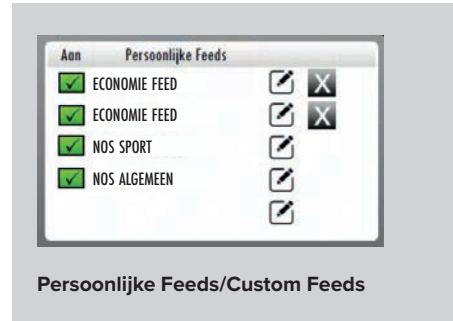 Aan Persoonlijke Feeds
ECONOMIE FEED X
ECONOMIE FEED X
NOS SPORT
NOS ALGEMEEN
Persoonlijke Feeds/Custom Feeds